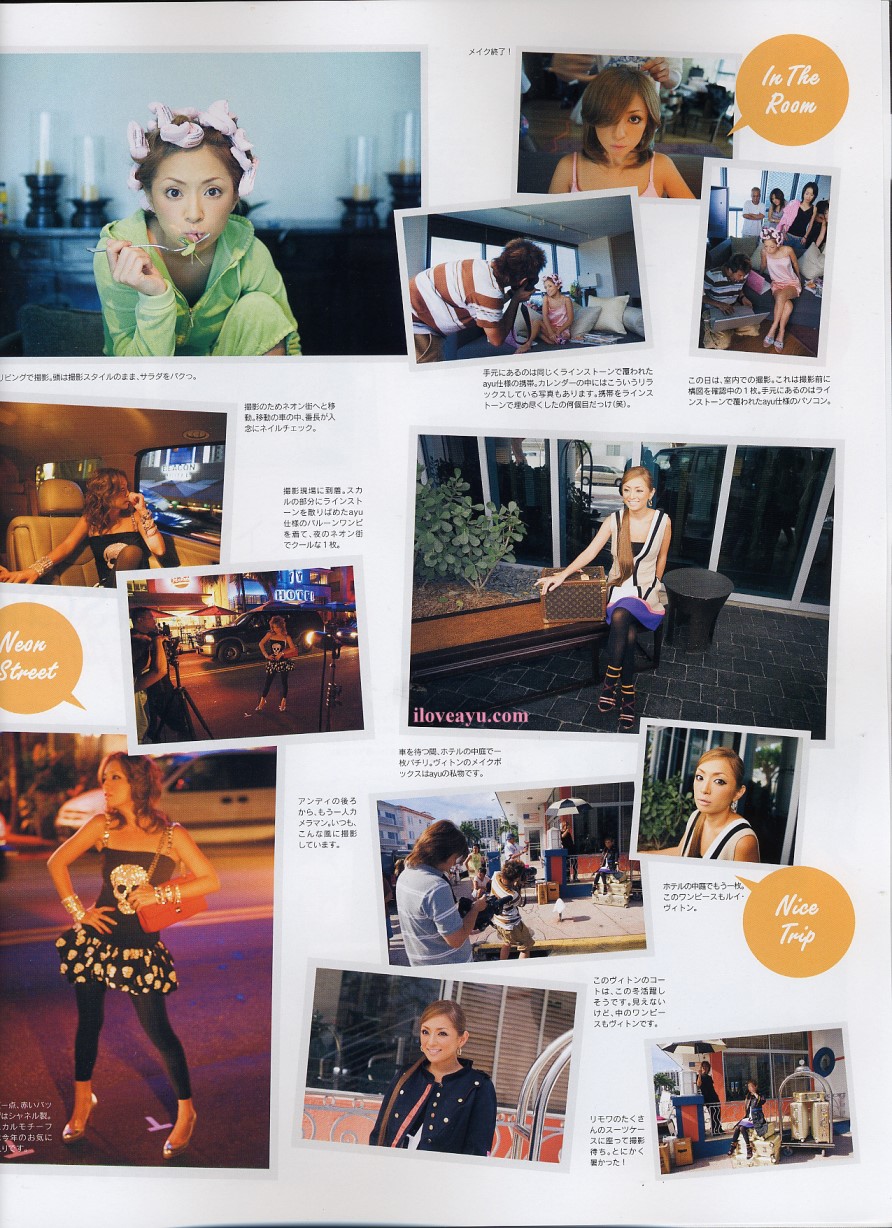 メイク終了!
In The
Room
リビングで撮影。頭は撮影スタイルのまま、サラダをパクっ。
手元にあるのは同じくラインストーンで覆われた
ayu仕様の携帯。カレンダーの中にはこういうリラ
ックスしている写真もあります。携帯をラインス
トーンで埋め尽くしたの何個目だっけ(笑)。
この日は、室内での撮影。これは撮影前に
構図を確認中の1枚。手元にあるのはライ
ンストーンで覆われたayu仕様のパソコン。
撮影のためネオン街へと移
動。移動の車の中、番長が入
念にネイルチェック。
BEACON
撮影現場に到着。スカ
ルの部分にラインスト
ーンを散りばめたayu
仕様のバルーンワンピ
を着て、夜のネオン街
でクールな1枚。
HOTEL
Neon
Street
iloveayu.com
車を待つ間、ホテルの中庭で一
枚パチリ。ヴィトンのメイクボ
ックスはayuの私物です。
アンディの後ろ
から、もう一人カ
メラマン。いつも、
こんな風に撮影
しています。
ホテルの中庭でもう一枚。
このワンピースもルイ・
ヴィトン。
Nice
Trip
このヴィトンのコー
トは、この冬活躍し
そうです。見えない
けど、中のワンピー
スもヴィトンです。
リモワのたくさ
んのスーツケー
スに座って撮影
待ち。とにかく
暑かった!
一点、赤いバッ
はシャネル製。
カルモチーフ
今年のお気に
りです。